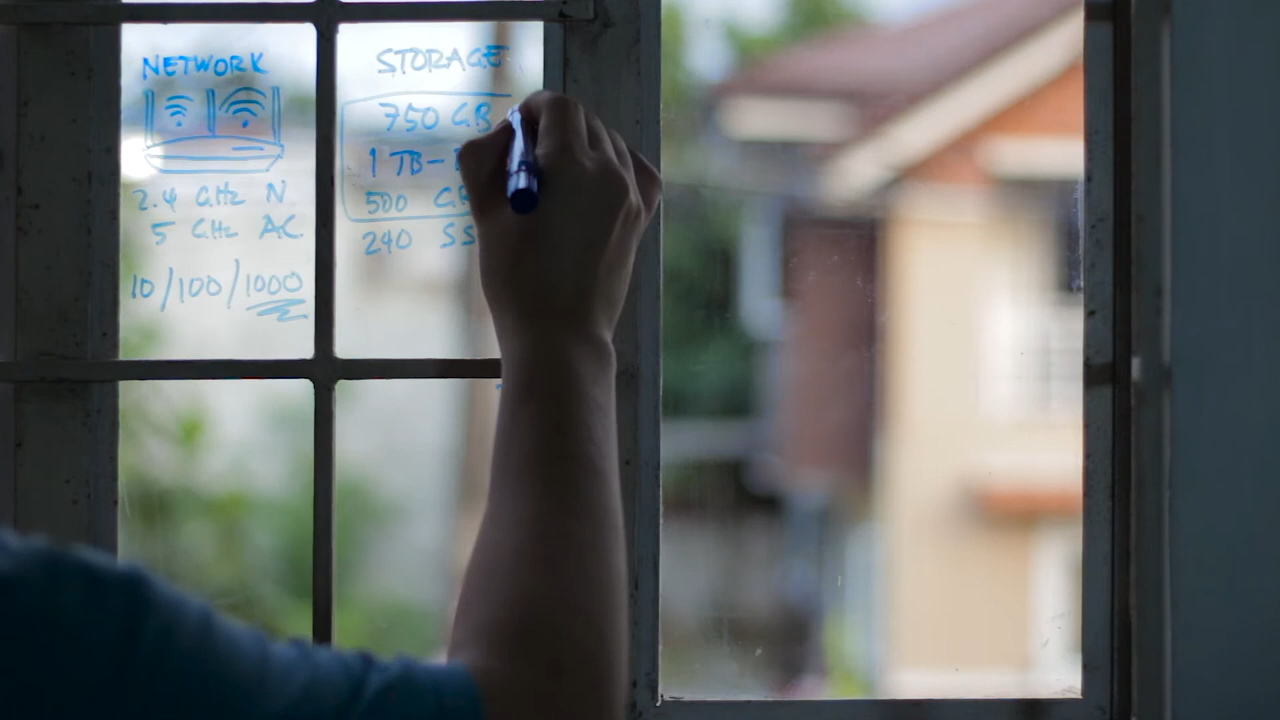 NETWORK
2.4 GHz N
5 GHz AC
10/100/1000
STORAGE
750 GB
1 TB-
500
240